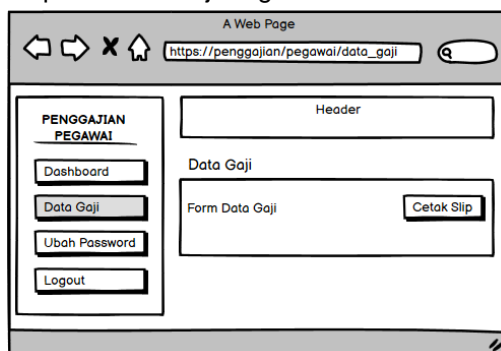 A Web Page
https://penggajian/pegawai/data_gaji
PENGGAJIAN
PEGAWAI
Dashboard
Data Gaji
Ubah Password
Logout
Header
Data Gaji
Form Data Gaji
Cetak Slip